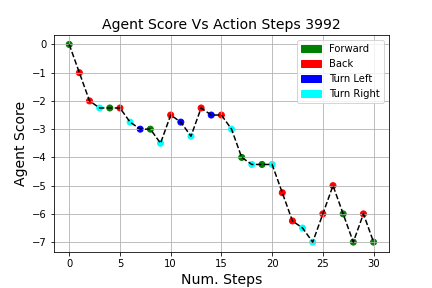 Agent Score Vs Action Steps 3992
Forward
Back
Turn Left
Turn Right
Agent Score
0
−1
−2
−3
−4
−5
−6
−7
0 5 10 15 20 25 30
Num. Steps